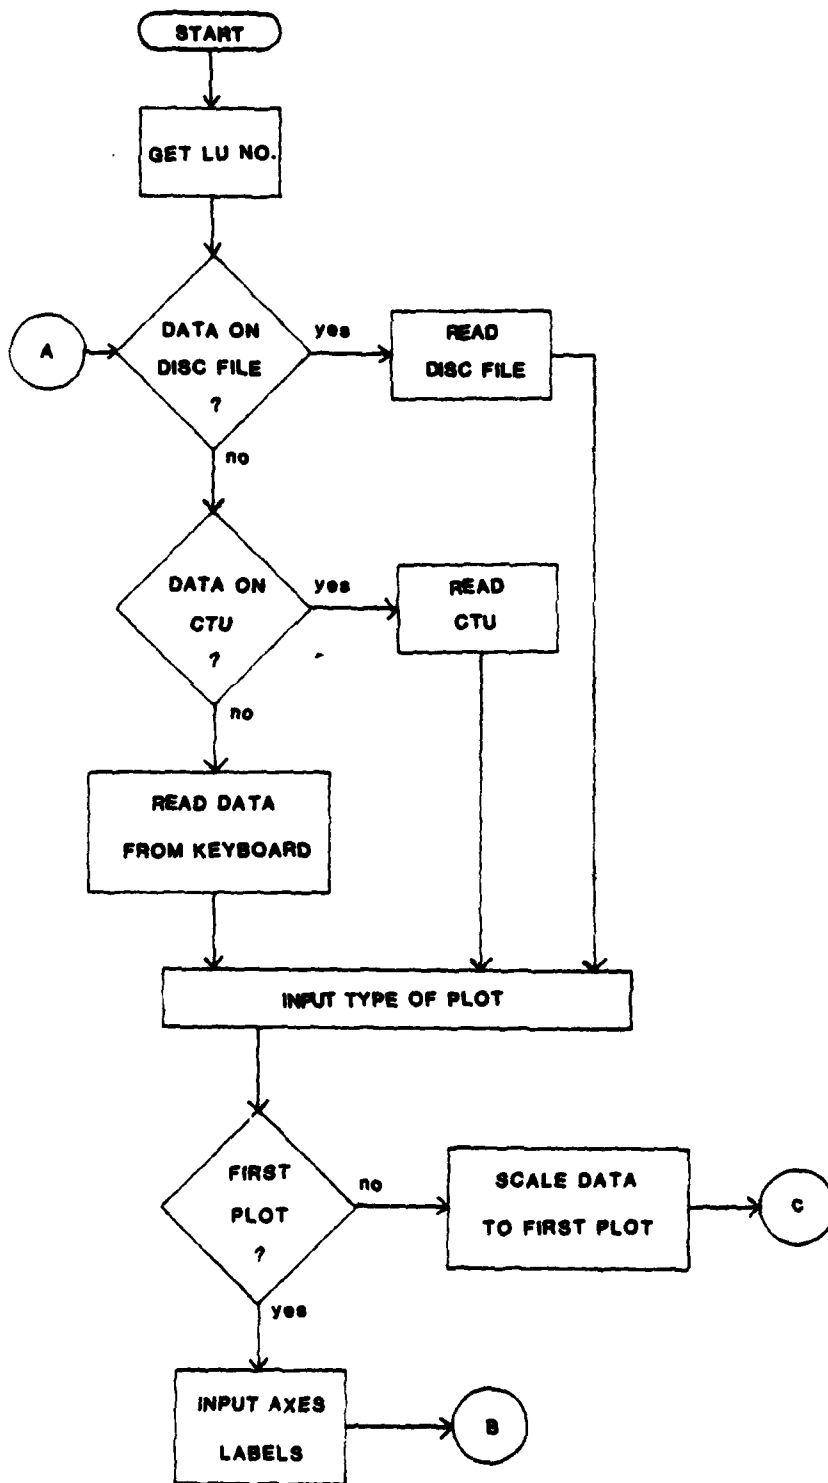 START
GET LU NO.
A
DATA ON
DISC FILE
?
yes
READ
DISC FILE
no
DATA ON
CTU
?
yes
READ
CTU
no
READ DATA
FROM KEYBOARD
INPUT TYPE OF PLOT
FIRST
PLOT
?
no
SCALE DATA
TO FIRST PLOT
C
yes
INPUT AXES
LABELS
B